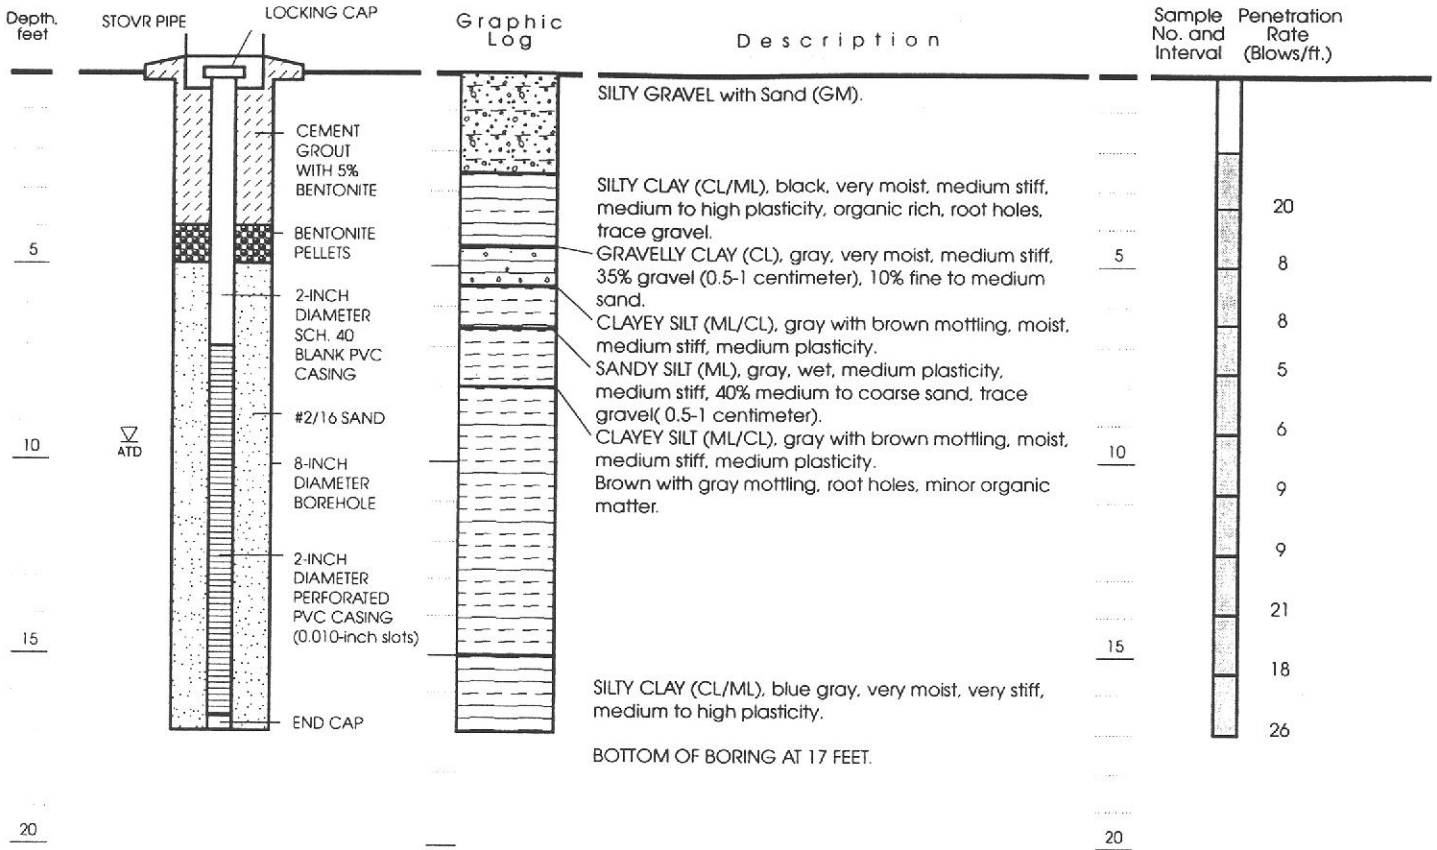 Depth,
feet
STOVR PIPE
LOCKING CAP
Graphic
Log
Description
Sample
No. and
Interval
Penetration
Rate
(Blows/ft.)
CEMENT
GROUT
WITH 5%
BENTONITE
BENTONITE
PELLETS
2-INCH
DIAMETER
SCH. 40
BLANK PVC
CASING
#2/16 SAND
8-INCH
DIAMETER
BOREHOLE
2-INCH
DIAMETER
PERFORATED
PVC CASING
(0.010-inch slots)
END CAP
5
10
15
20
ATD
SILTY GRAVEL with Sand (GM).
SILTY CLAY (CL/ML), black, very moist, medium stiff,
medium to high plasticity, organic rich, root holes,
trace gravel.
GRAVELLY CLAY (CL), gray, very moist, medium stiff,
35% gravel (0.5-1 centimeter), 10% fine to medium
sand.
CLAYEY SILT (ML/CL), gray with brown mottling, moist,
medium stiff, medium plasticity.
SANDY SILT (ML), gray, wet, medium plasticity,
medium stiff, 40% medium to coarse sand, trace
gravel( 0.5-1 centimeter).
CLAYEY SILT (ML/CL), gray with brown mottling, moist,
medium stiff, medium plasticity.
Brown with gray mottling, root holes, minor organic
matter.
SILTY CLAY (CL/ML), blue gray, very moist, very stiff,
medium to high plasticity.
BOTTOM OF BORING AT 17 FEET.
5
10
15
20
20
8
8
5
6
9
9
21
18
26